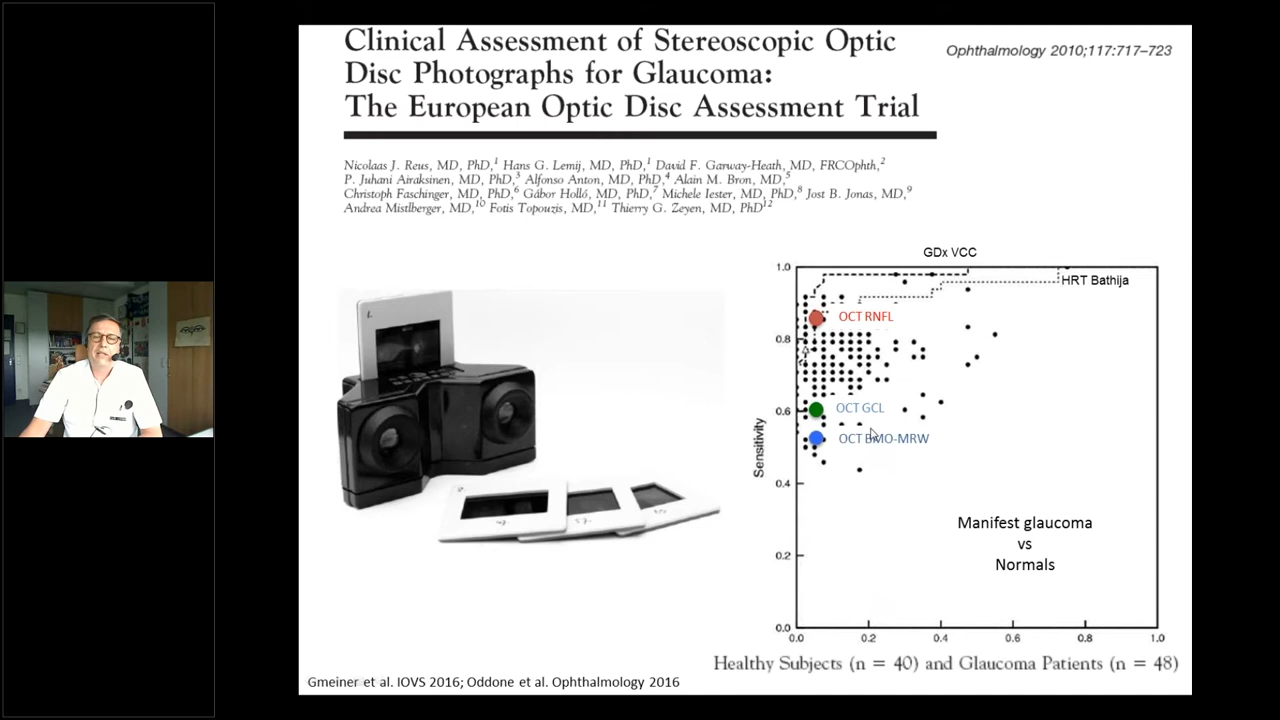 Clinical Assessment of Stereoscopic Optic
Disc Photographs for Glaucoma:
The European Optic Disc Assessment Trial
Ophthalmology 2010;117:717–723
Nicolaas J. Reus, MD, PhD,1 Hans G. Lemij, MD, PhD,1 David F. Garway-Heath, MD, FRCOphth,2
P. Juhani Airaksinen, MD, PhD,3 Alfonso Anton, MD, PhD,4 Alain M. Bron, MD,5
Christoph Faschinger, MD, PhD,6 Gábor Holló, MD, PhD,7 Michele Iester, MD, PhD,8 Jost B. Jonas, MD,9
Andrea Mistlberger, MD,10 Fotis Topouzis, MD,11 Thierry G. Zeyen, MD, PhD12
GDx VCC
HRT Bathija
OCT RNFL
OCT GCL
OCT BMO-MRW
Manifest glaucoma
vs
Normals
Sensitivity
1.0
0.8
0.6
0.4
0.2
0.0
0.0 0.2 0.4 0.6 0.8 1.0
Healthy Subjects (n = 40) and Glaucoma Patients (n = 48)
Gmeiner et al. IOVS 2016; Oddone et al. Ophthalmology 2016